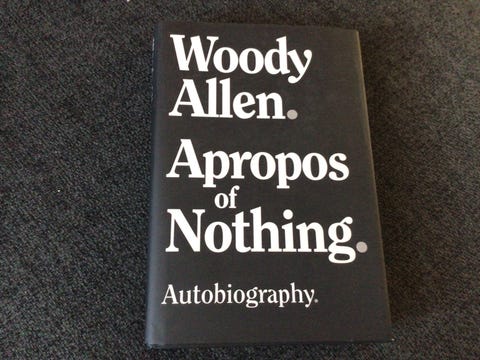 Woody
Allen.
Apropos
of
Nothing.
Autobiography.